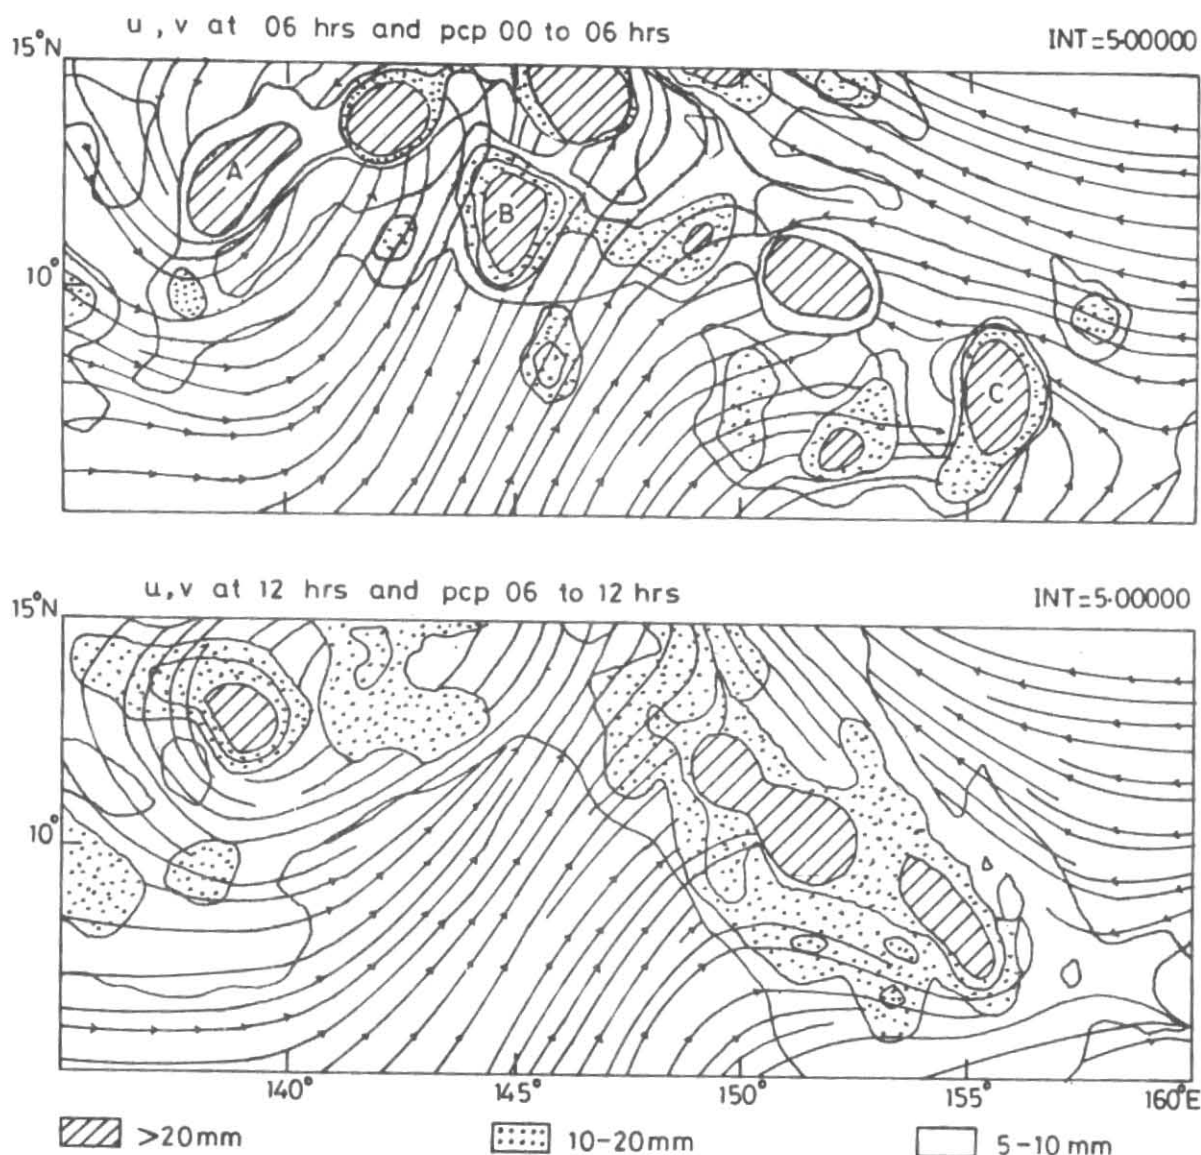 u, v at 06 hrs and pcp 00 to 06 hrs INT=5·00000
15°N
A
B
10°
C
u, v at 12 hrs and pcp 06 to 12 hrs INT=5·00000
15°N
10°
140° 145° 150° 155° 160°E
>20mm 10-20mm 5-10 mm